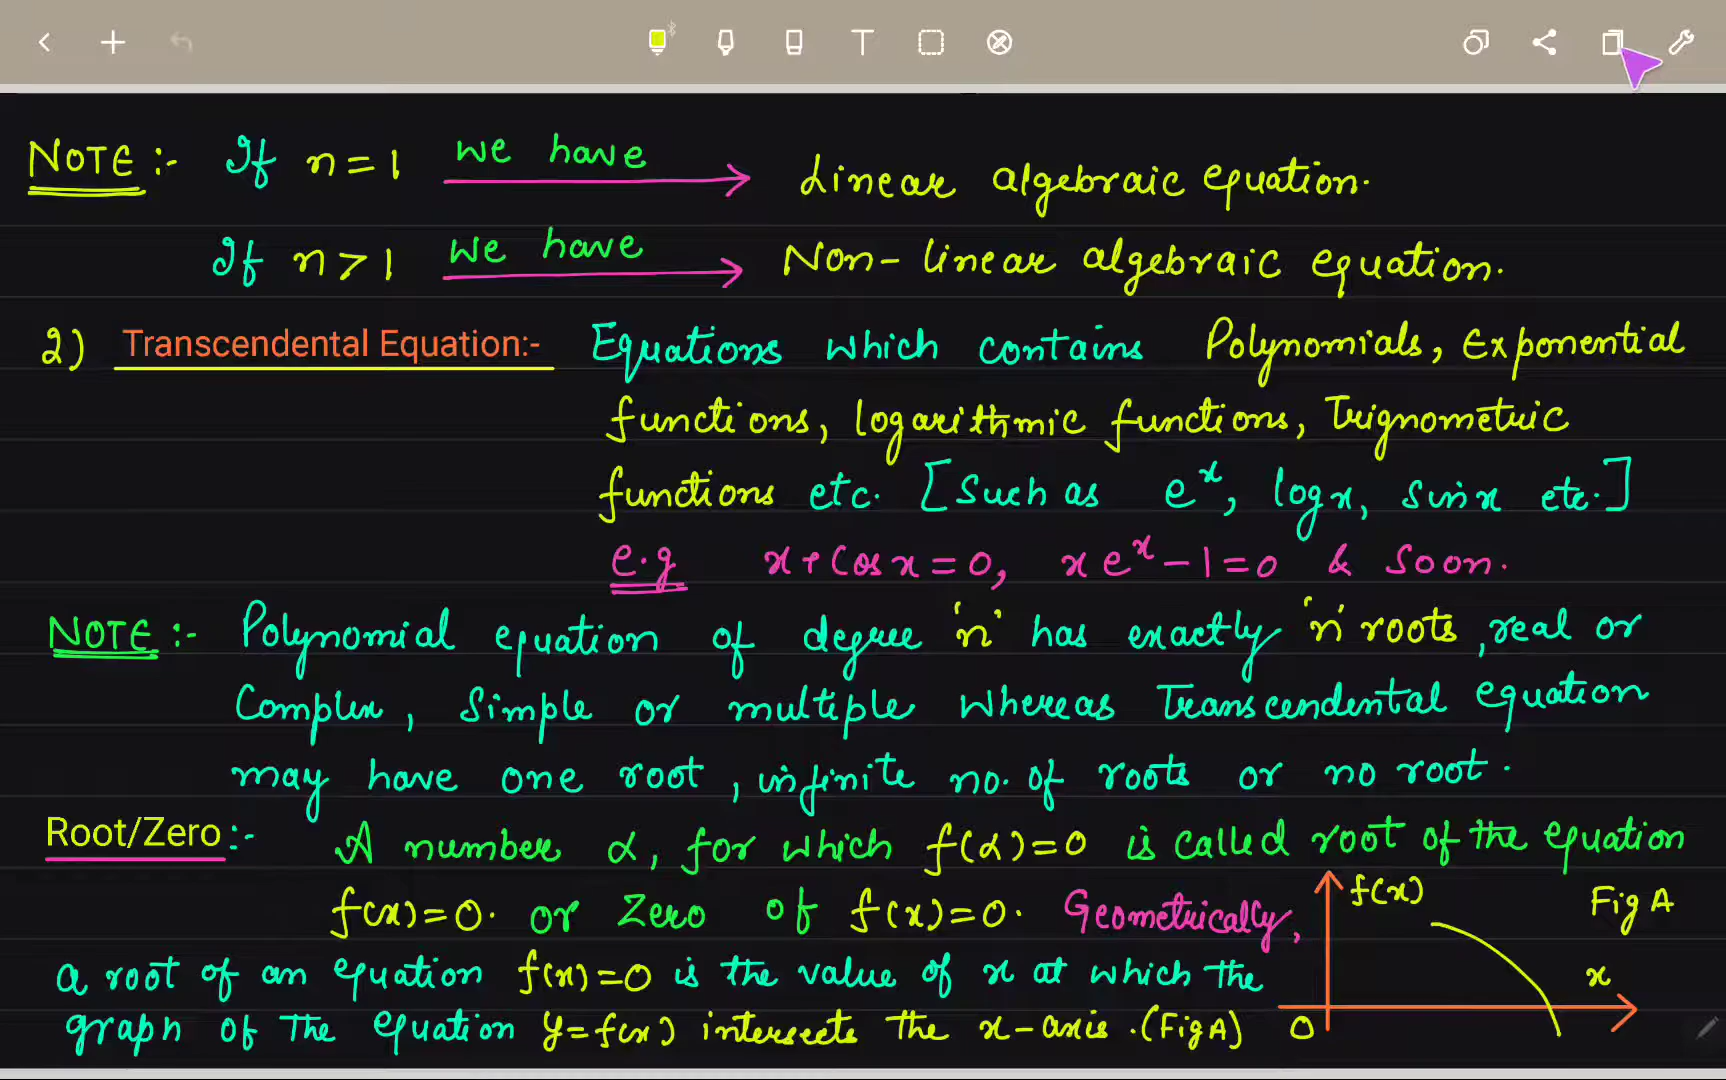 NOTE :- If n = 1 we have Linear algebraic equation.
If n > 1 we have Non-linear algebraic equation.
2) Transcendental Equation:- Equations which contains Polynomials, Exponential
functions, logarithmic functions, Trignometric
functions etc. [Such as e^x, log x, sin x etc.]
e.g x + Cos x = 0, x e^x - 1 = 0 & Soon.
NOTE :- Polynomial equation of degree 'n' has exactly 'n' roots, real or
Complex, Simple or multiple whereas Transcendental equation
may have one root, infinite no. of roots or no root.
Root/Zero :- A number α, for which f(α)=0 is called root of the equation
f(x)=0. or Zero of f(x)=0. Geometrically,
a root of an equation f(x)=0 is the value of x at which the
graph of the equation y=f(x) intersects the x-axis. (Fig A)
f(x) Fig A
x
O